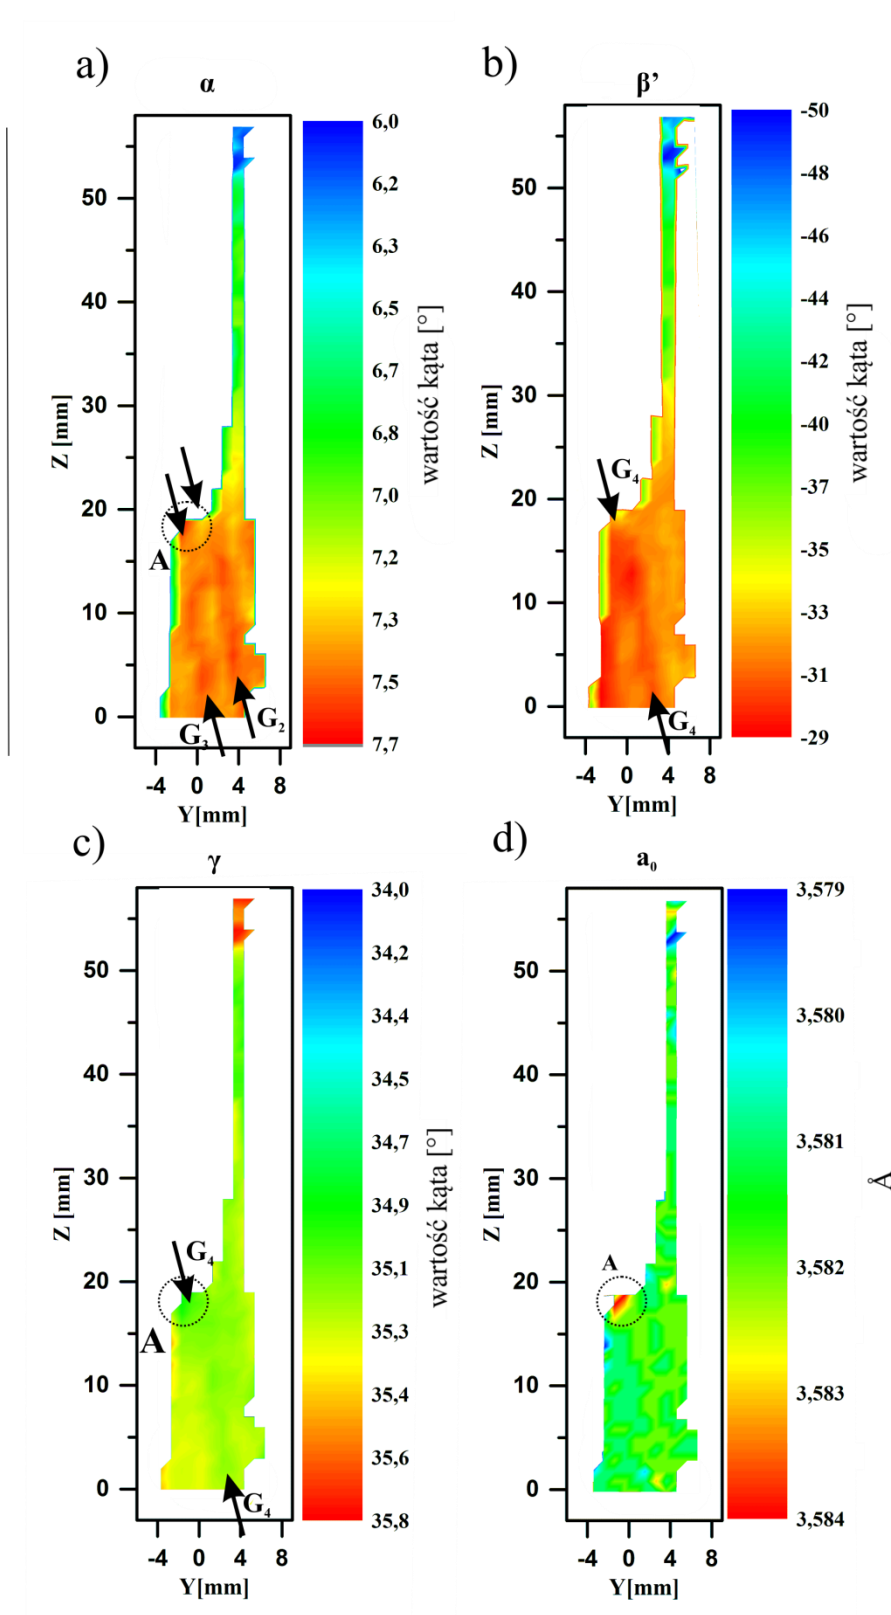 a)
α
Z [mm]
50
40
30
20
10
0
-4 0 4 8
Y[mm]
A
G3
G2
6,0
6,2
6,3
6,5
6,7
6,8
7,0
7,2
7,3
7,5
7,7
wartość kąta [°]
b)
β’
Z [mm]
50
40
30
20
10
0
-4 0 4 8
Y[mm]
G4
G4
-50
-48
-46
-44
-42
-40
-37
-35
-33
-31
-29
wartość kąta [°]
c)
γ
Z [mm]
50
40
30
20
10
0
-4 0 4 8
Y[mm]
G4
A
G4
34,0
34,2
34,4
34,5
34,7
34,9
35,1
35,3
35,4
35,6
35,8
wartość kąta [°]
d)
a0
Z [mm]
50
40
30
20
10
0
-4 0 4 8
Y[mm]
A
3,579
3,580
3,581
3,582
3,583
3,584
Å